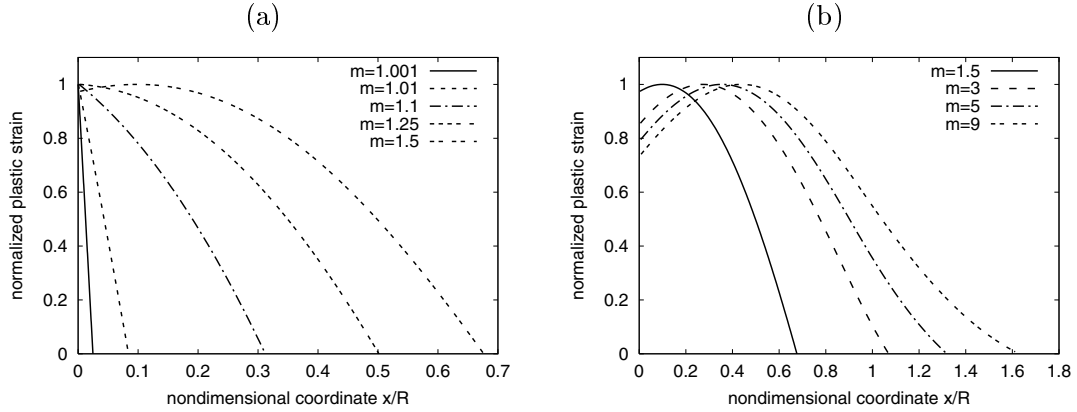 (a)
normalized plastic strain
1
0.8
0.6
0.4
0.2
0
m=1.001
m=1.01
m=1.1
m=1.25
m=1.5
0 0.1 0.2 0.3 0.4 0.5 0.6 0.7
nondimensional coordinate x/R
(b)
normalized plastic strain
1
0.8
0.6
0.4
0.2
0
m=1.5
m=3
m=5
m=9
0 0.2 0.4 0.6 0.8 1 1.2 1.4 1.6 1.8
nondimensional coordinate x/R